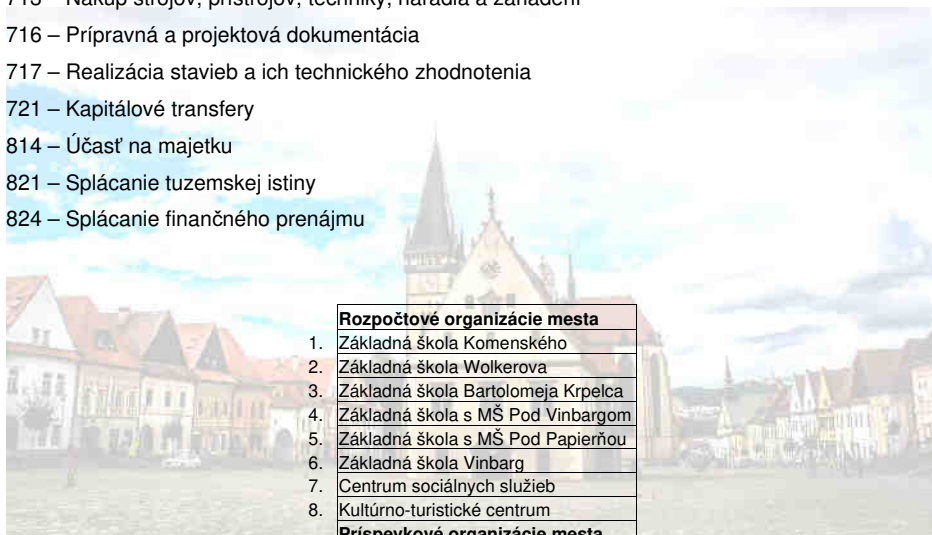 716 – Prípravná a projektová dokumentácia
717 – Realizácia stavieb a ich technického zhodnotenia
721 – Kapitálové transfery
814 – Účasť na majetku
821 – Splácanie tuzemskej istiny
824 – Splácanie finančného prenájmu
Rozpočtové organizácie mesta
1. Základná škola Komenského
2. Základná škola Wolkerova
3. Základná škola Bartolomeja Krpelca
4. Základná škola s MŠ Pod Vinbargom
5. Základná škola s MŠ Pod Papierňou
6. Základná škola Vinbarg
7. Centrum sociálnych služieb
8. Kultúrno-turistické centrum
Príspevkové organizácie mesta